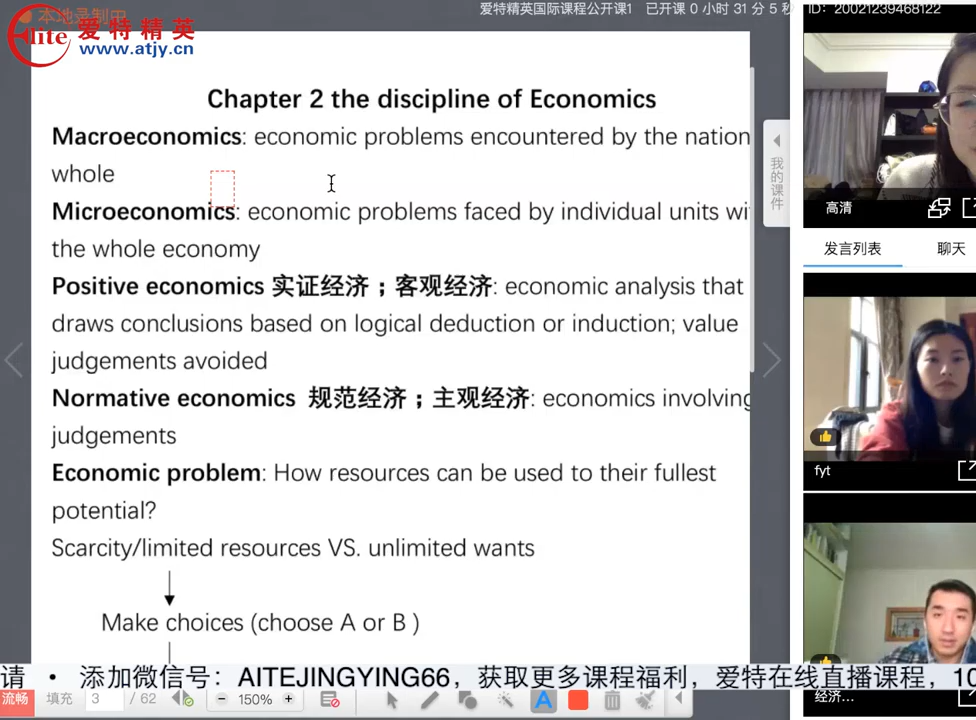 本地录制中
爱特精英国际课程公开课1 已开课 0 小时 31 分 5 秒
ID: 20021239468122
Elite 爱特精英
www.atjy.cn
Chapter 2 the discipline of Economics
Macroeconomics: economic problems encountered by the nation
whole
Microeconomics: economic problems faced by individual units wi
the whole economy
Positive economics 实证经济；客观经济: economic analysis that
draws conclusions based on logical deduction or induction; value
judgements avoided
Normative economics 规范经济；主观经济: economics involving
judgements
Economic problem: How resources can be used to their fullest
potential?
Scarcity/limited resources VS. unlimited wants
Make choices (choose A or B )
我的课件
高清
发言列表 聊天
fyt
经济...
请 • 添加微信号：AITEJINGYING66，获取更多课程福利，爱特在线直播课程，10
流畅 填充 3 / 62 150% A